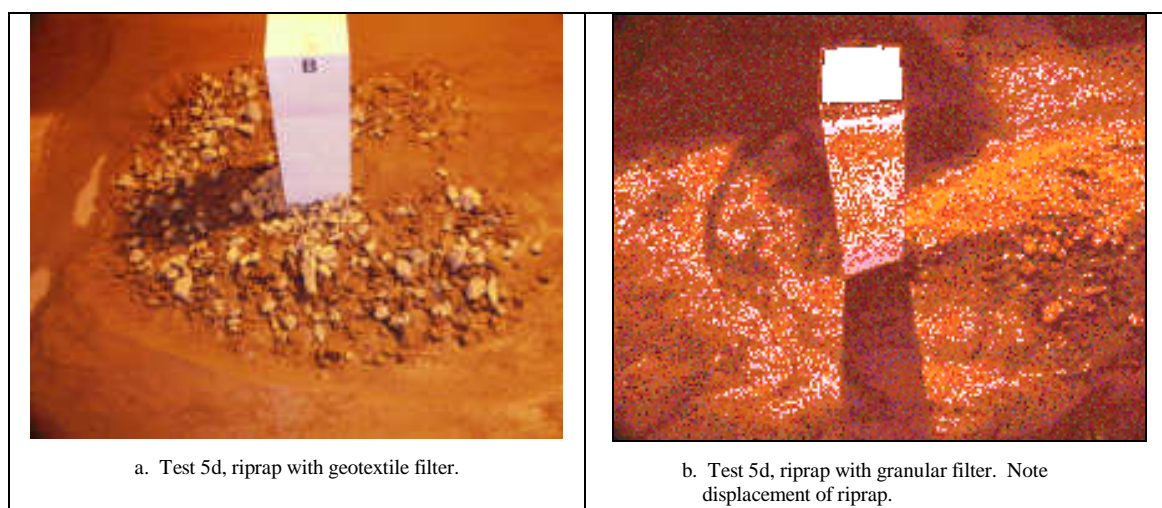 B
a. Test 5d, riprap with geotextile filter.
b. Test 5d, riprap with granular filter. Note
displacement of riprap.